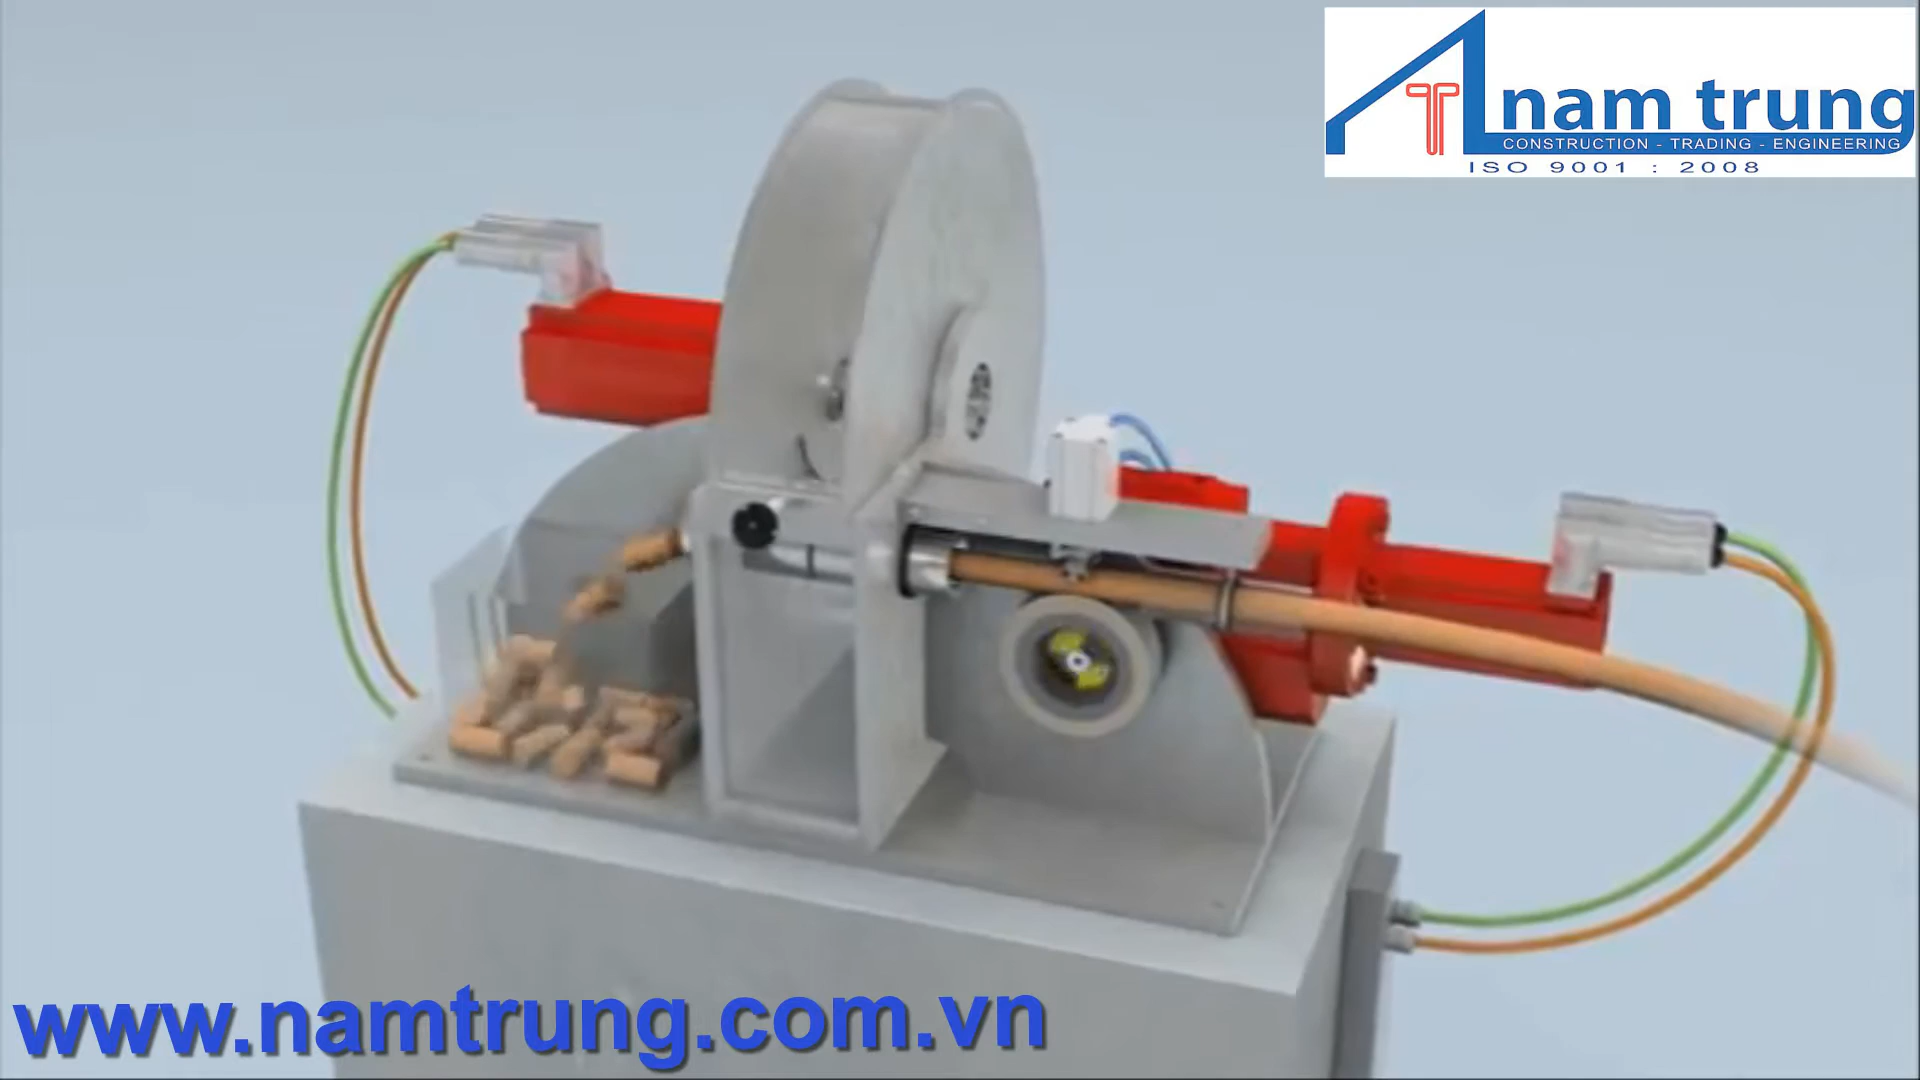 nam trung
CONSTRUCTION - TRADING - ENGINEERING
ISO 9001 : 2008
www.namtrung.com.vn